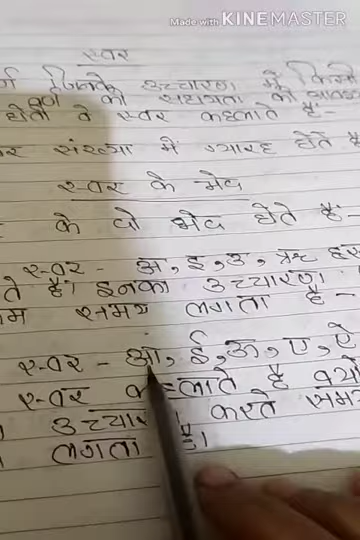 Made with KINEMASTER
स्वर
जिनके उच्चारण में किसी
वर्ण की सहायता की आवश्य
होती वे स्वर कहलाते हैं-
संख्या में ग्यारह होते है
स्वर के भेद
के दो भेद होते हैं-
स्वर - अ, इ, उ, ऋ ह्रस
ते हैं। इनका उच्चारण
समय लगता है -
स्वर - आ, ई, ऊ, ए, ऐ
स्वर कहलाते है क्यों
उच्चारण करते समय
लगता है।